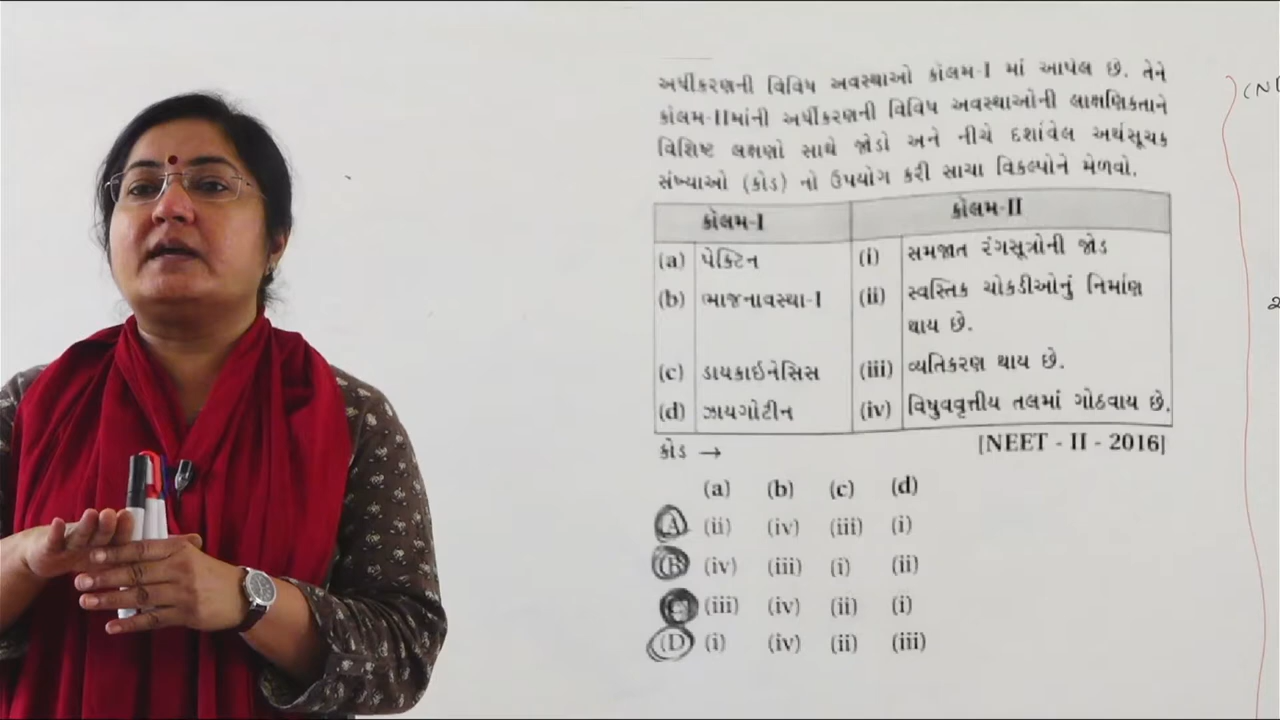 અર્ધીકરણની વિવિધ અવસ્થાઓ કૉલમ-I માં આપેલ છે. તેને
કૉલમ-IIમાંની અર્ધીકરણની વિવિધ અવસ્થાઓની લાક્ષણિકતાને
વિશિષ્ટ લક્ષણો સાથે જોડો અને નીચે દર્શાવેલ અર્થસૂચક
સંખ્યાઓ (કોડ) નો ઉપયોગ કરી સાચા વિકલ્પોને મેળવો.
કૉલમ-I કૉલમ-II
(a) પેક્ટિન (i) સમજાત રંગસૂત્રોની જોડ
(b) ભાજનાવસ્થા-I (ii) સ્વસ્તિક ચોકડીઓનું નિર્માણ
થાય છે.
(c) ડાયકાઇનેસિસ (iii) વ્યતિકરણ થાય છે.
(d) ઝાયગોટીન (iv) વિષુવવૃત્તીય તલમાં ગોઠવાય છે.
કોડ → [NEET - II - 2016]
(a) (b) (c) (d)
(A) (ii) (iv) (iii) (i)
(B) (iv) (iii) (i) (ii)
(C) (iii) (iv) (ii) (i)
(D) (i) (iv) (ii) (iii)